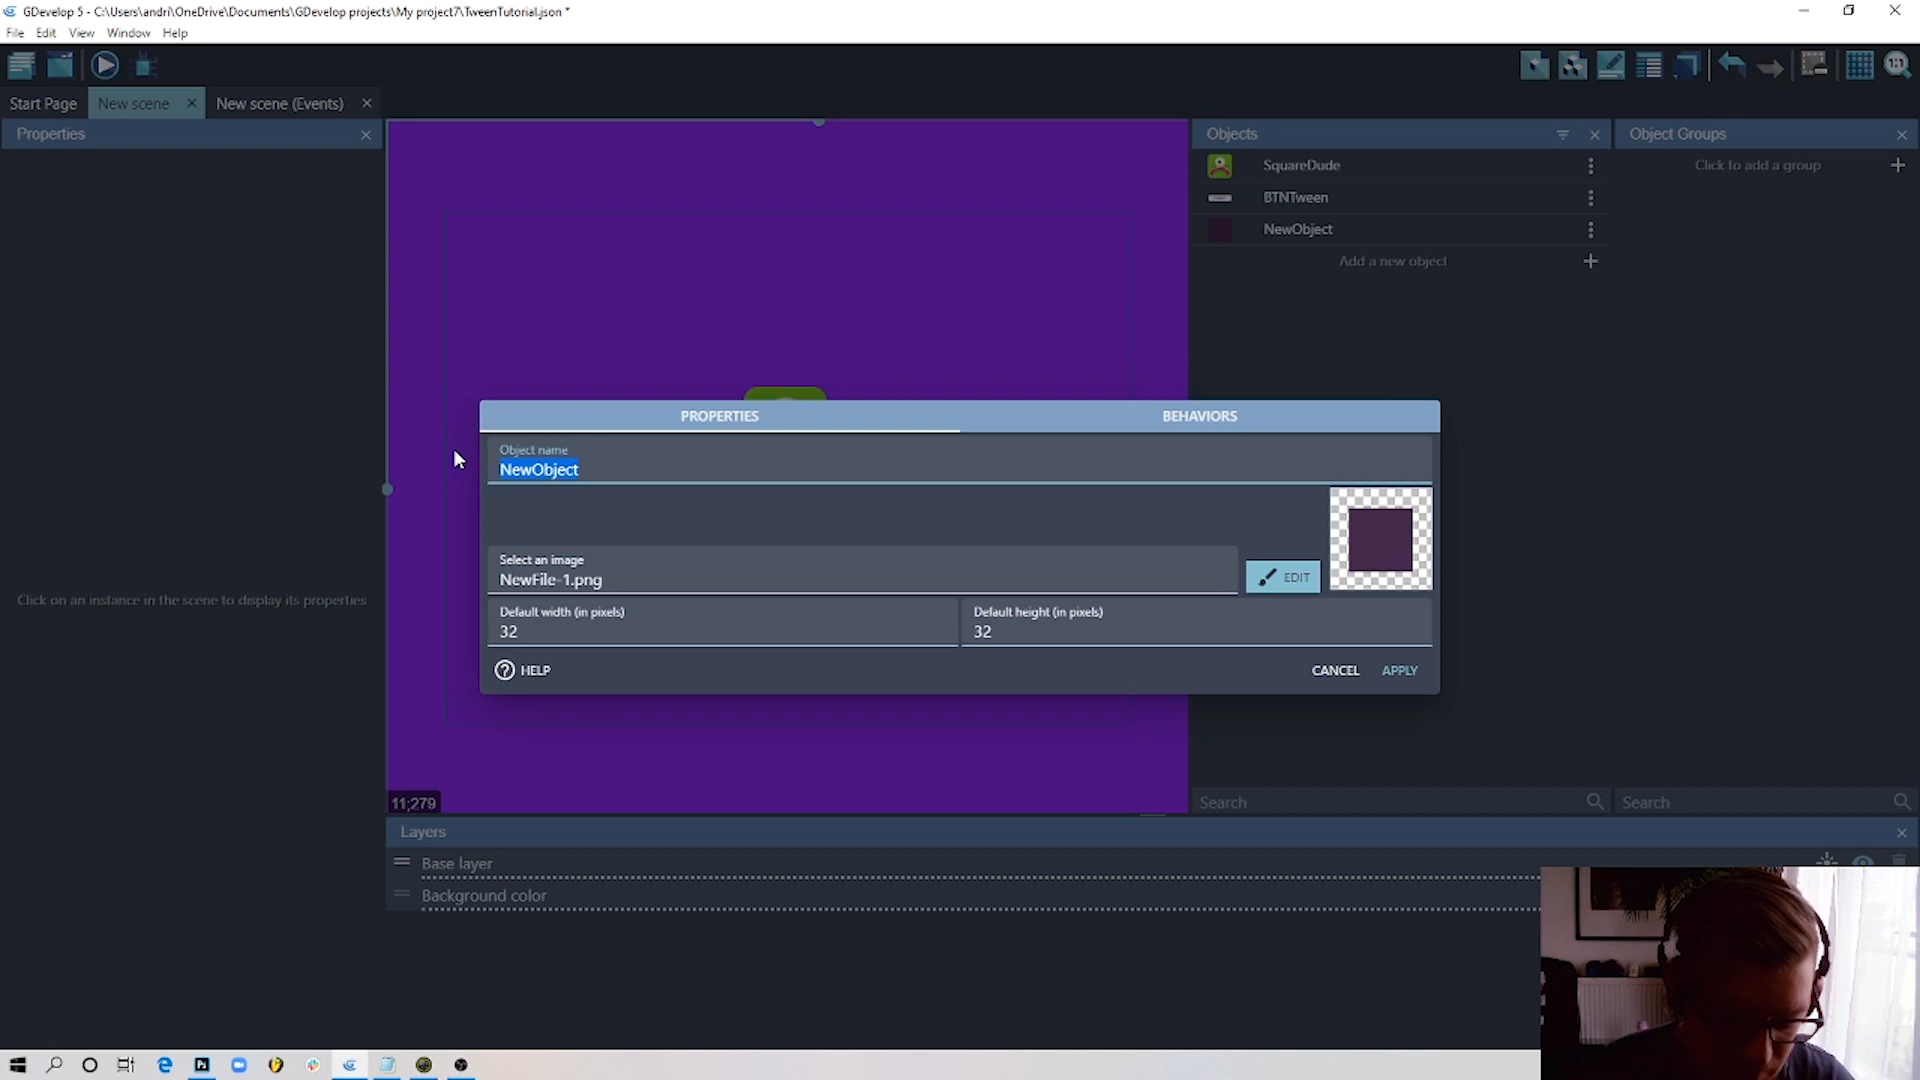 GDevelop 5 - C:\Users\andri\OneDrive\Documents\GDevelop projects\My project7\TweenTutorial.json *
File Edit View Window Help
1:1
Start Page New scene × New scene (Events) ×
Properties
Objects
Object Groups
SquareDude
Click to add a group
BTNTween
NewObject
Add a new object
PROPERTIES BEHAVIORS
Object name
NewObject
Select an image
NewFile-1.png
EDIT
Default width (in pixels)
32
Default height (in pixels)
32
HELP
CANCEL APPLY
Click on an instance in the scene to display its properties
11;279
Search
Search
Layers
Base layer
Background color